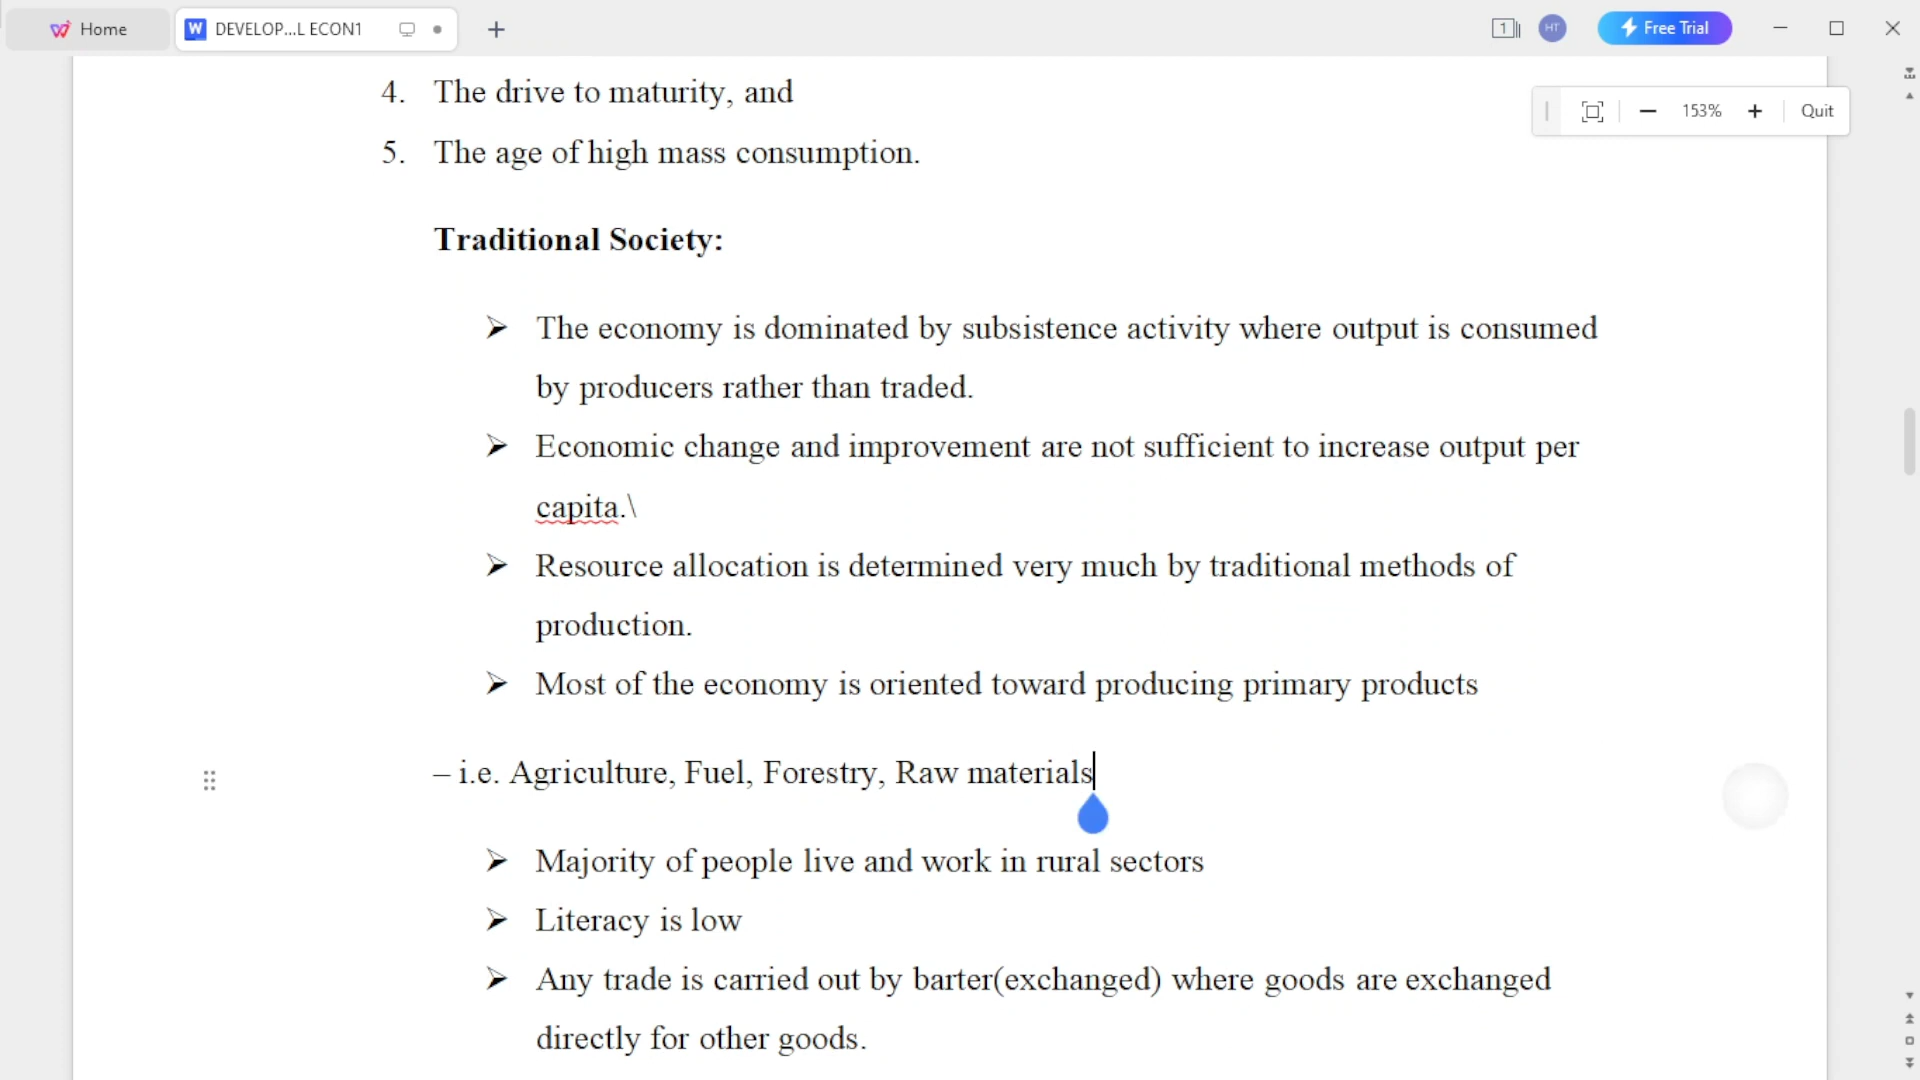 Home
DEVELOP...L ECON1
1
HT
Free Trial
4. The drive to maturity, and
153%
Quit
5. The age of high mass consumption.
Traditional Society:
➤ The economy is dominated by subsistence activity where output is consumed
by producers rather than traded.
➤ Economic change and improvement are not sufficient to increase output per
capita.\
➤ Resource allocation is determined very much by traditional methods of
production.
➤ Most of the economy is oriented toward producing primary products
– i.e. Agriculture, Fuel, Forestry, Raw materials
➤ Majority of people live and work in rural sectors
➤ Literacy is low
➤ Any trade is carried out by barter(exchanged) where goods are exchanged
directly for other goods.